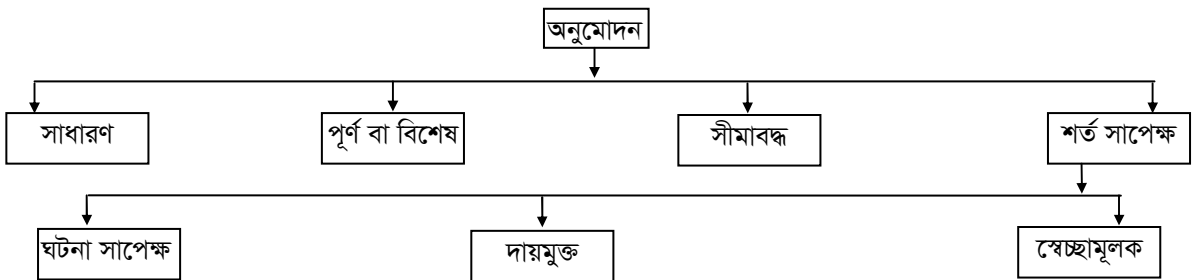 অনুমোদন
সাধারণ
পূর্ণ বা বিশেষ
সীমাবদ্ধ
শর্ত সাপেক্ষ
ঘটনা সাপেক্ষ
দায়মুক্ত
স্বেচ্ছামূলক